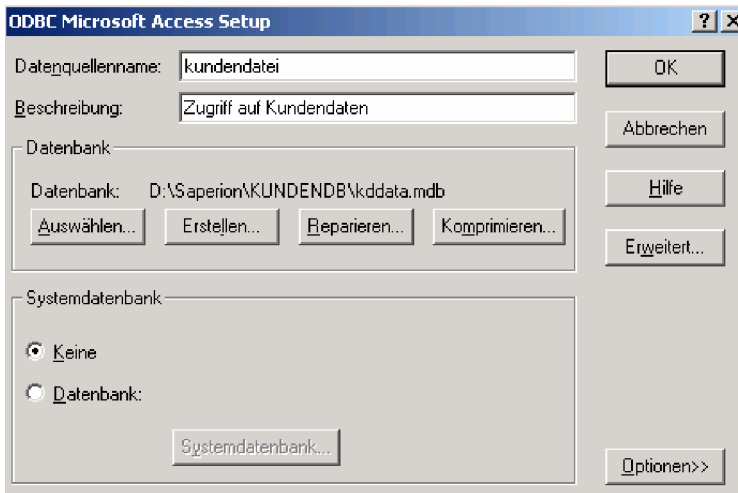 ODBC Microsoft Access Setup
Datenquellenname: kundendatei
OK
Beschreibung: Zugriff auf Kundendaten
Abbrechen
Datenbank
Datenbank: D:\Saperion\KUNDENDB\kddata.mdb
Hilfe
Auswählen... Erstellen... Reparieren... Komprimieren...
Erweitert...
Systemdatenbank
Keine
Datenbank:
Systemdatenbank...
Optionen>>